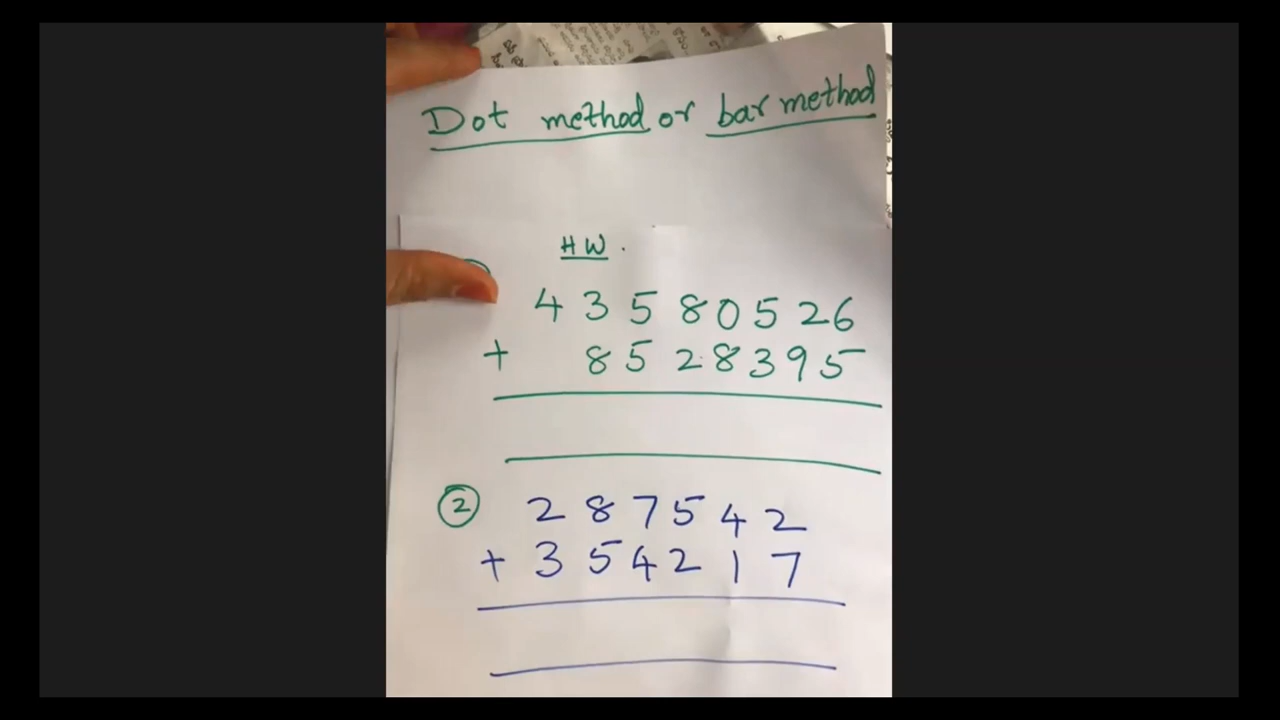 Dot method or bar method
HW.
4 3 5 8 0 5 2 6
+ 8 5 2 8 3 9 5
2 2 8 7 5 4 2
+ 3 5 4 2 1 7